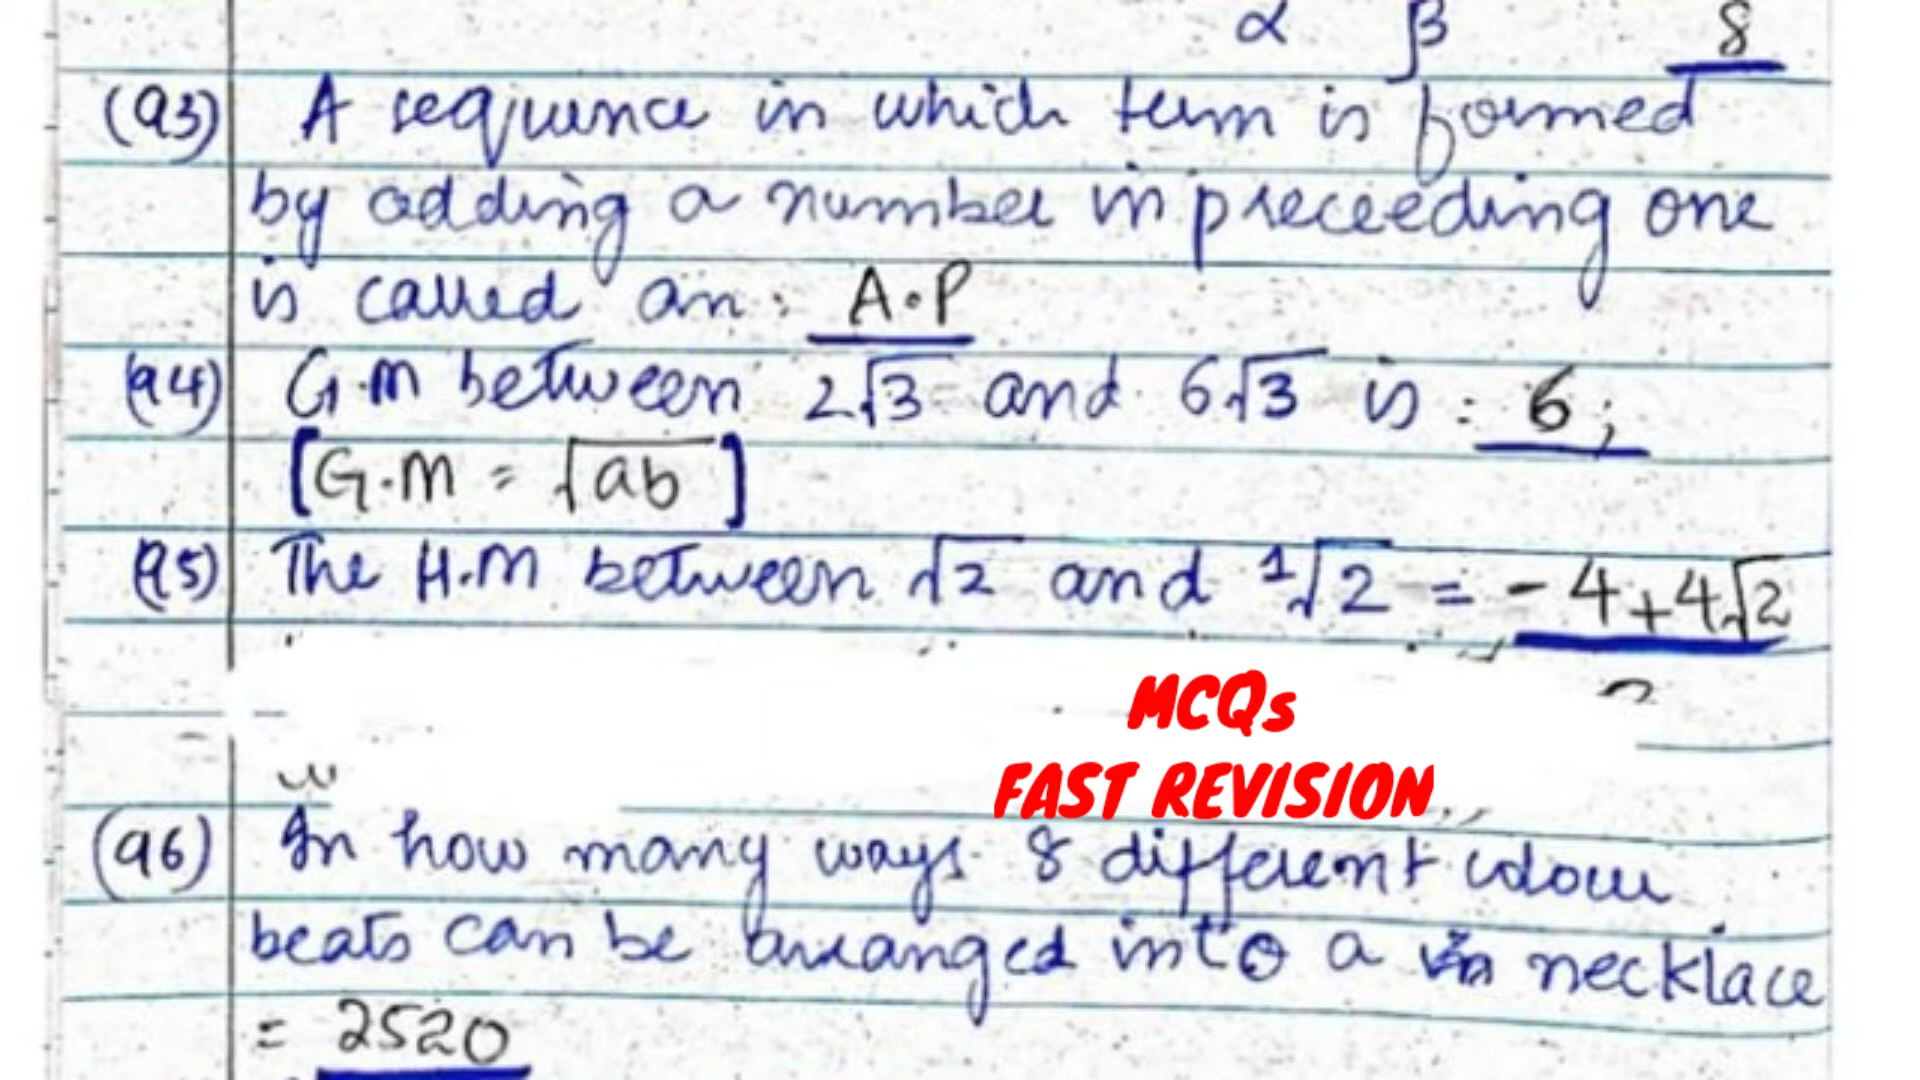 α β 8
(93) A sequence in which term is formed
by adding a number in preceeding one
is called an : A.P
(94) G.M between 2√3 and 6√3 is : 6;
[G.M = √ab]
(95) The H.M between √2 and 1/√2 = -4+4√2
MCQs
FAST REVISION
(96) In how many ways 8 different colour
beats can be arranged into a necklace
= 2520